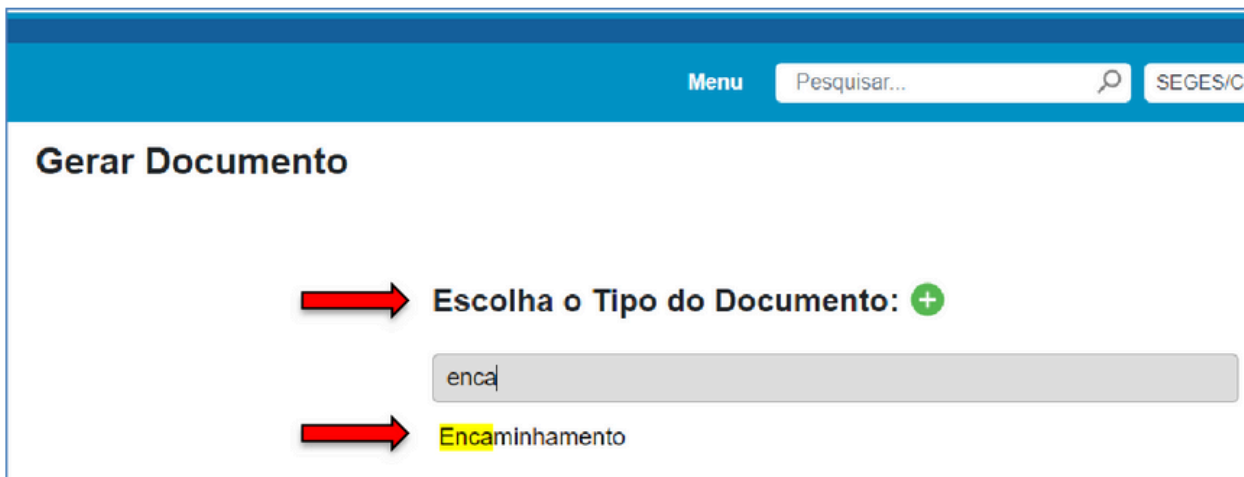 Menu Pesquisar... SEGES/C
Gerar Documento
Escolha o Tipo do Documento:
enca
Encaminhamento